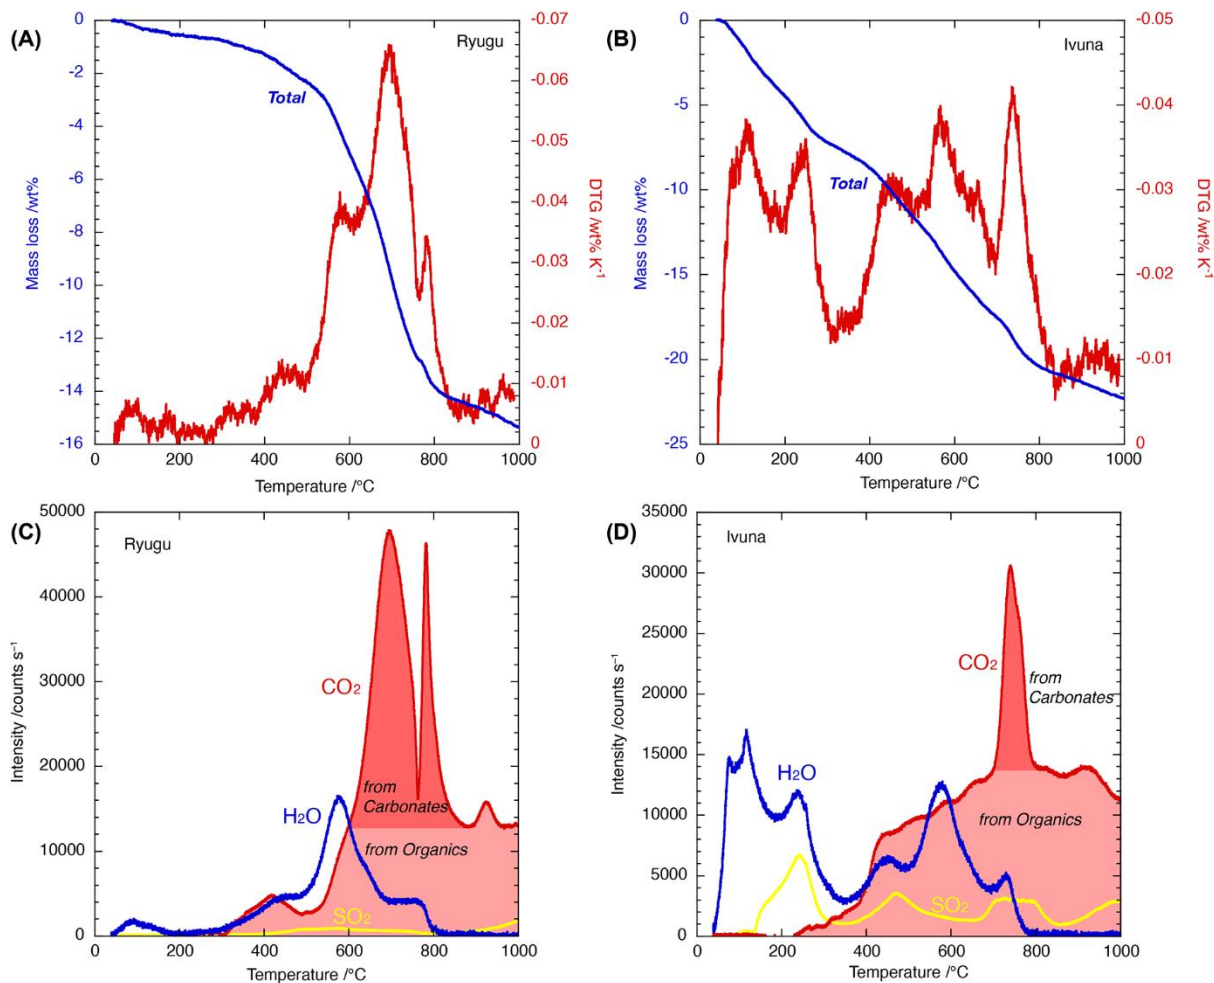 (A)
Ryugu
Total
Mass loss /wt%
0
-2
-4
-6
-8
-10
-12
-14
-16
-0.07
-0.06
-0.05
-0.04
-0.03
-0.02
-0.01
0
DTG /wt% K⁻¹
0 200 400 600 800 1000
Temperature /°C
(B)
Ivuna
Total
Mass loss /wt%
0
-5
-10
-15
-20
-25
-0.05
-0.04
-0.03
-0.02
-0.01
0
DTG /wt% K⁻¹
0 200 400 600 800 1000
Temperature /°C
(C)
Ryugu
50000
40000
30000
20000
10000
0
Intensity /counts s⁻¹
CO₂
H₂O
from
Carbonates
from Organics
SO₂
0 200 400 600 800 1000
Temperature /°C
(D)
Ivuna
35000
30000
25000
20000
15000
10000
5000
0
Intensity /counts s⁻¹
CO₂
from
Carbonates
H₂O
from Organics
SO₂
0 200 400 600 800 1000
Temperature /°C